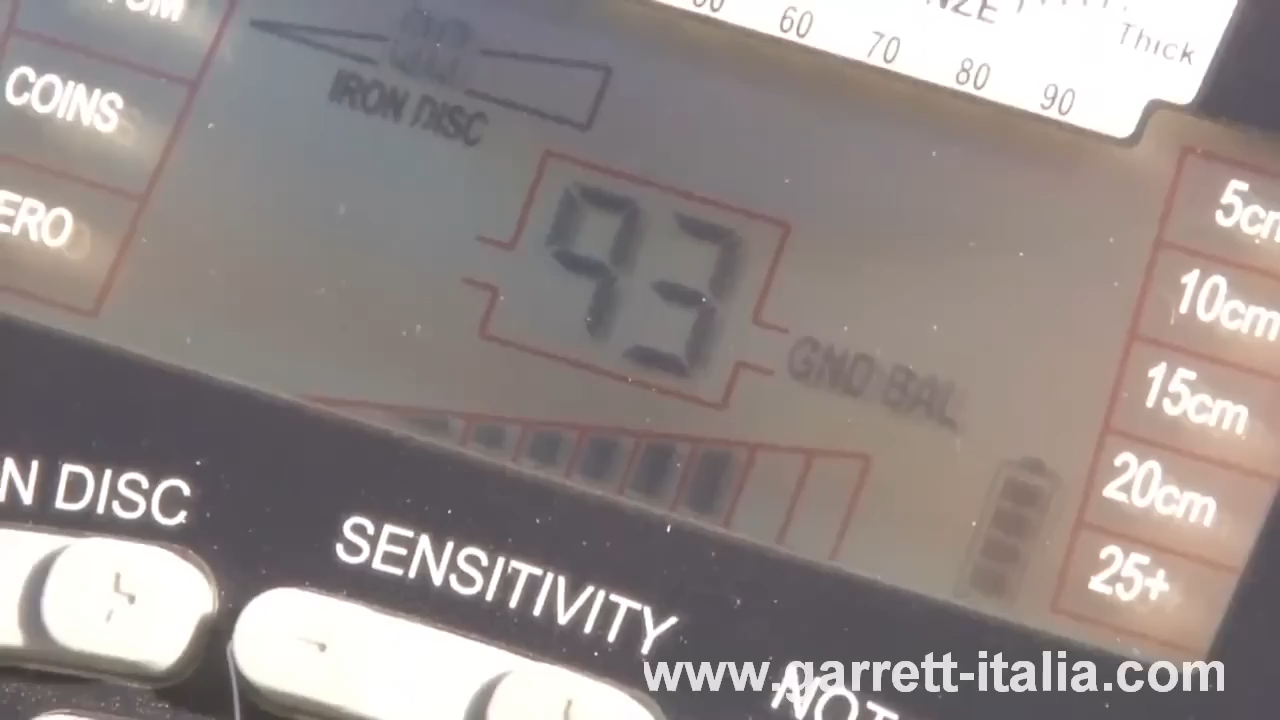 COINS
ERO
60 70 80 90
Thick
IRON DISC
93
GND BAL
5cm
10cm
15cm
20cm
25+
N DISC
SENSITIVITY
www.garrett-italia.com